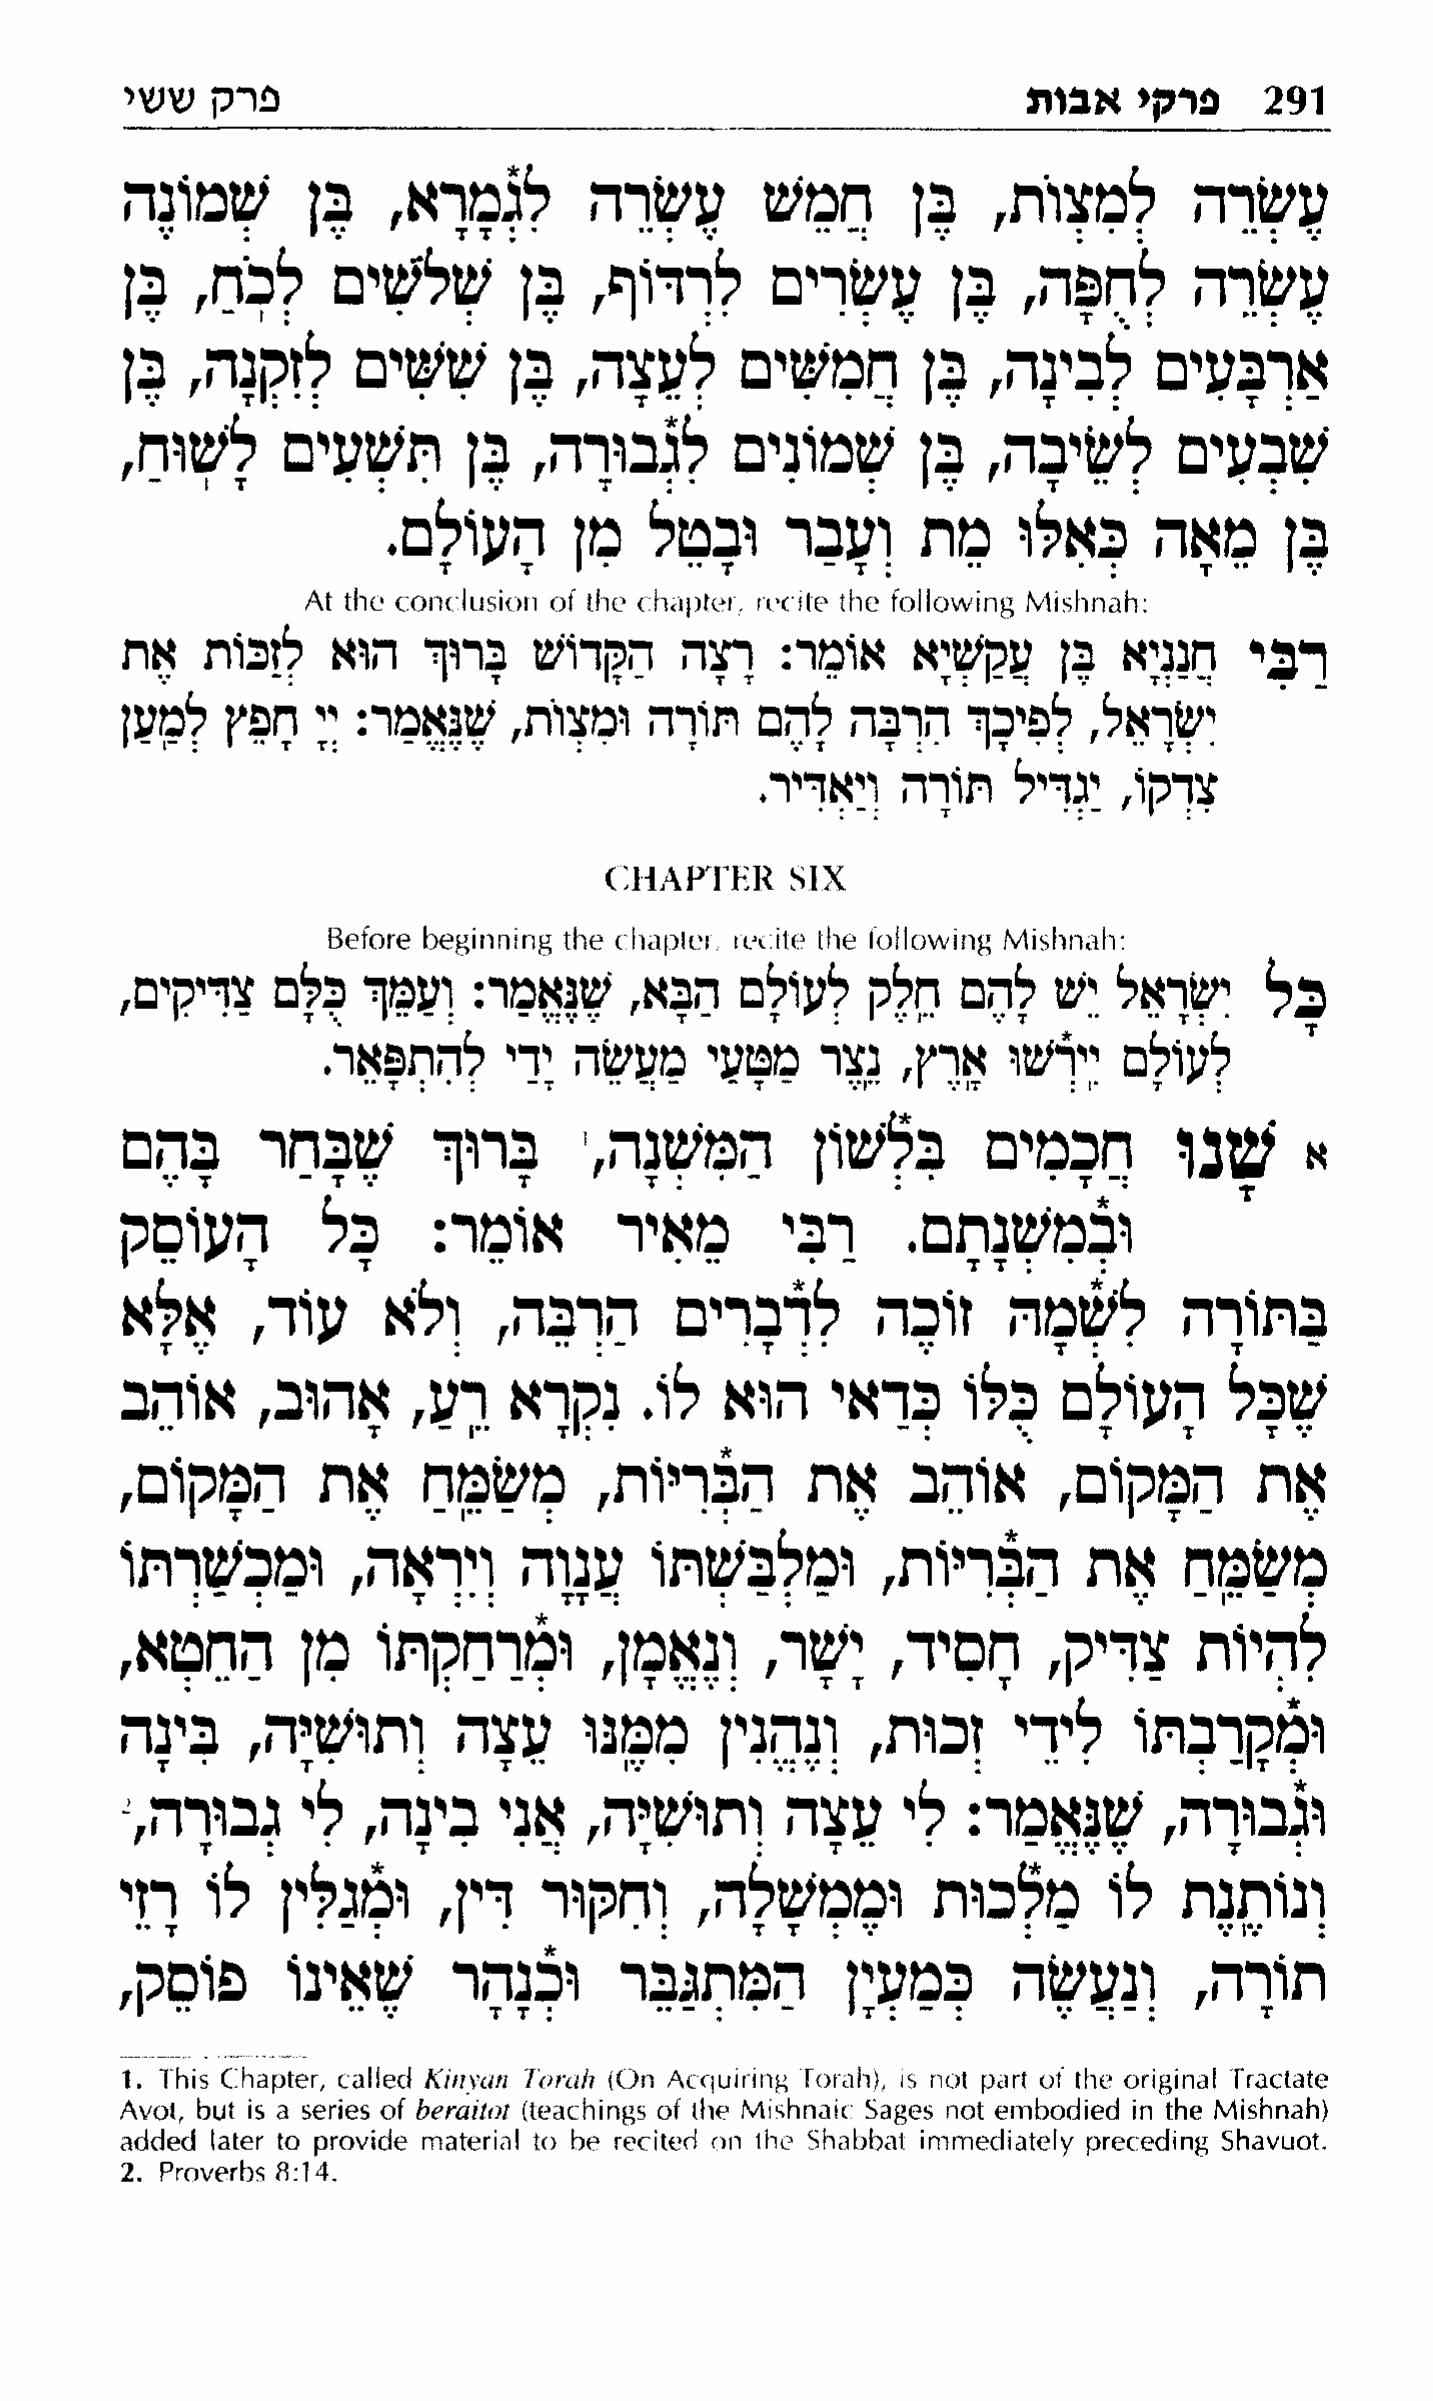 291 פרקי אבות פרק ששי
עֶשְׂרֵה לְמִצְוֹת, בֶּן חֲמֵשׁ עֶשְׂרֵה לִגְֿמָרָא, בֶּן שְׁמוֹנֶה
עֶשְׂרֵה לְחֻפָּה, בֶּן עֶשְׂרִים לִרְדּוֹף, בֶּן שְׁלֹשִׁים לְכֹֽחַ, בֶּן
אַרְבָּעִים לְבִינָה, בֶּן חֲמִשִּׁים לְעֵצָה, בֶּן שִׁשִּׁים לְזִקְנָה, בֶּן
שִׁבְעִים לְשֵׂיבָה, בֶּן שְׁמוֹנִים לִגְ*בוּרָה, בֶּן תִּשְׁעִים לָשֽׁוּחַ,
בֶּן מֵאָה כְּאִלּוּ מֵת וְעָבַר וּבָטֵל מִן הָעוֹלָם.
At the conclusion of the chapter, recite the following Mishnah:
רַבִּי חֲנַנְיָא בֶּן עֲקַשְׁיָא אוֹמֵר: רָצָה הַקָּדוֹשׁ בָּרוּךְ הוּא לְזַכּוֹת אֶת
יִשְׂרָאֵל, לְפִיכָךְ הִרְבָּה לָהֶם תּוֹרָה וּמִצְוֹת, שֶׁנֶּאֱמַר: יְיָ חָפֵץ לְמַֽעַן
צִדְקוֹ, יַגְדִּיל תּוֹרָה וְיַאְדִּיר.
CHAPTER SIX
Before beginning the chapter, recite the following Mishnah:
כָּל יִשְׂרָאֵל יֵשׁ לָהֶם חֵֽלֶק לְעוֹלָם הַבָּא, שֶׁנֶּאֱמַר: וְעַמֵּךְ כֻּלָּם צַדִּיקִים,
לְעוֹלָם יִֽירְ*שׁוּ אָֽרֶץ, נֵֽצֶר מַטָּעַי מַעֲשֵׂה יָדַי לְהִתְפָּאֵר.
א שָׁנוּ חֲכָמִים בִּלְ*שׁוֹן הַמִּשְׁנָה,¹ בָּרוּךְ שֶׁבָּחַר בָּהֶם
וּבְ*מִשְׁנָתָם. רַבִּי מֵאִיר אוֹמֵר: כָּל הָעוֹסֵק
בַּתּוֹרָה לִשְׁ*מָהּ זוֹכֶה לִדְ*בָרִים הַרְבֵּה, וְלֹא עוֹד, אֶלָּא
שֶׁכָּל הָעוֹלָם כֻּלּוֹ כְּדַאי הוּא לוֹ. נִקְרָא רֵֽעַ, אָהוּב, אוֹהֵב
אֶת הַמָּקוֹם, אוֹהֵב אֶת הַבְּ*רִיּוֹת, מְשַׂמֵּֽחַ אֶת הַמָּקוֹם,
מְשַׂמֵּֽחַ אֶת הַבְּ*רִיּוֹת, וּמַלְבַּשְׁתּוֹ עֲנָוָה וְיִרְאָה, וּמַכְשַׁרְתּוֹ
לִהְיוֹת צַדִּיק, חָסִיד, יָשָׁר, וְנֶאֱמָן, וּמְ*רַחַקְתּוֹ מִן הַחֵטְא,
וּמְ*קָרַֽבְתּוֹ לִידֵי זְכוּת, וְנֶהֱנִין מִמֶּֽנּוּ עֵצָה וְתוּשִׁיָּה, בִּינָה
וּגְ*בוּרָה, שֶׁנֶּאֱמַר: לִי עֵצָה וְתוּשִׁיָּה, אֲנִי בִינָה, לִי גְבוּרָה,²
וְנוֹתֶֽנֶת לוֹ מַלְ*כוּת וּמֶמְשָׁלָה, וְחִקּוּר דִּין, וּמְ*גַלִּין לוֹ רָזֵי
תוֹרָה, וְנַעֲשֶׂה כְּמַעְיָן הַמִּתְגַּבֵּר וּכְ*נָהָר שֶׁאֵינוֹ פוֹסֵק,
1. This Chapter, called Kinyan Torah (On Acquiring Torah), is not part of the original Tractate
Avot, but is a series of beraitot (teachings of the Mishnaic Sages not embodied in the Mishnah)
added later to provide material to be recited on the Shabbat immediately preceding Shavuot.
2. Proverbs 8:14.